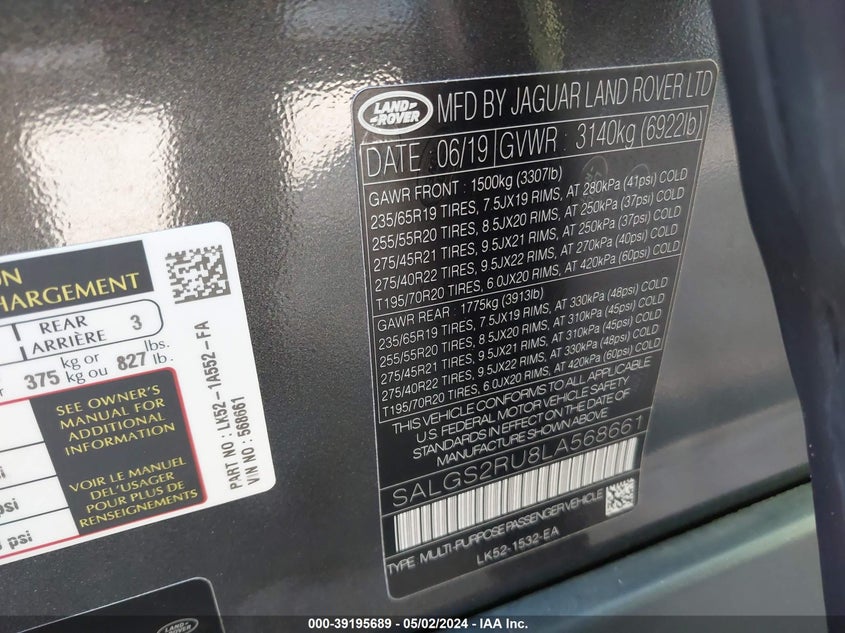 LAND-
ROVER
MFD BY JAGUAR LAND ROVER LTD
DATE : 06/19 GVWR : 3140kg (6922lb)
GAWR FRONT : 1500kg (3307lb)
235/65R19 TIRES, 7.5JX19 RIMS, AT 280kPa (41psi) COLD
255/55R20 TIRES, 8.5JX20 RIMS, AT 250kPa (37psi) COLD
275/45R21 TIRES, 9.5JX21 RIMS, AT 250kPa (37psi) COLD
275/40R22 TIRES, 9.5JX22 RIMS, AT 270kPa (40psi) COLD
T195/70R20 TIRES, 6.0JX20 RIMS, AT 420kPa (60psi) COLD
GAWR REAR : 1775kg (3913lb)
235/65R19 TIRES, 7.5JX19 RIMS, AT 330kPa (48psi) COLD
255/55R20 TIRES, 8.5JX20 RIMS, AT 310kPa (45psi) COLD
275/45R21 TIRES, 9.5JX21 RIMS, AT 310kPa (45psi) COLD
275/40R22 TIRES, 9.5JX22 RIMS, AT 330kPa (48psi) COLD
T195/70R20 TIRES, 6.0JX20 RIMS, AT 420kPa (60psi) COLD
THIS VEHICLE CONFORMS TO ALL APPLICABLE
U.S. FEDERAL MOTOR VEHICLE SAFETY
STANDARDS IN EFFECT ON THE DATE OF
MANUFACTURE SHOWN ABOVE
SALGS2RU8LA568661
TYPE : MULTI-PURPOSE PASSENGER VEHICLE
LK52-1532-EA
ION
HARGEMENT
REAR 3
ARRIÈRE
375 kg or 827 lbs.
kg ou lb.
SEE OWNER'S
MANUAL FOR
ADDITIONAL
INFORMATION
VOIR LE MANUEL
DE L'USAGER
POUR PLUS DE
RENSEIGNEMENTS
psi
psi
psi
PART NO : LK52-1A552-FA
VIN NO : 568661
LAND-
ROVER
000-39195689 - 05/02/2024 - IAA Inc.